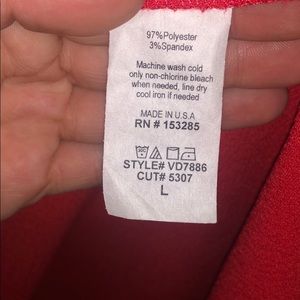 97%Polyester
3%Spandex
Machine wash cold
only non-chlorine bleach
when needed, line dry
cool iron if needed
MADE IN U.S.A
RN # 153285
STYLE# VD7886
CUT# 5307
L